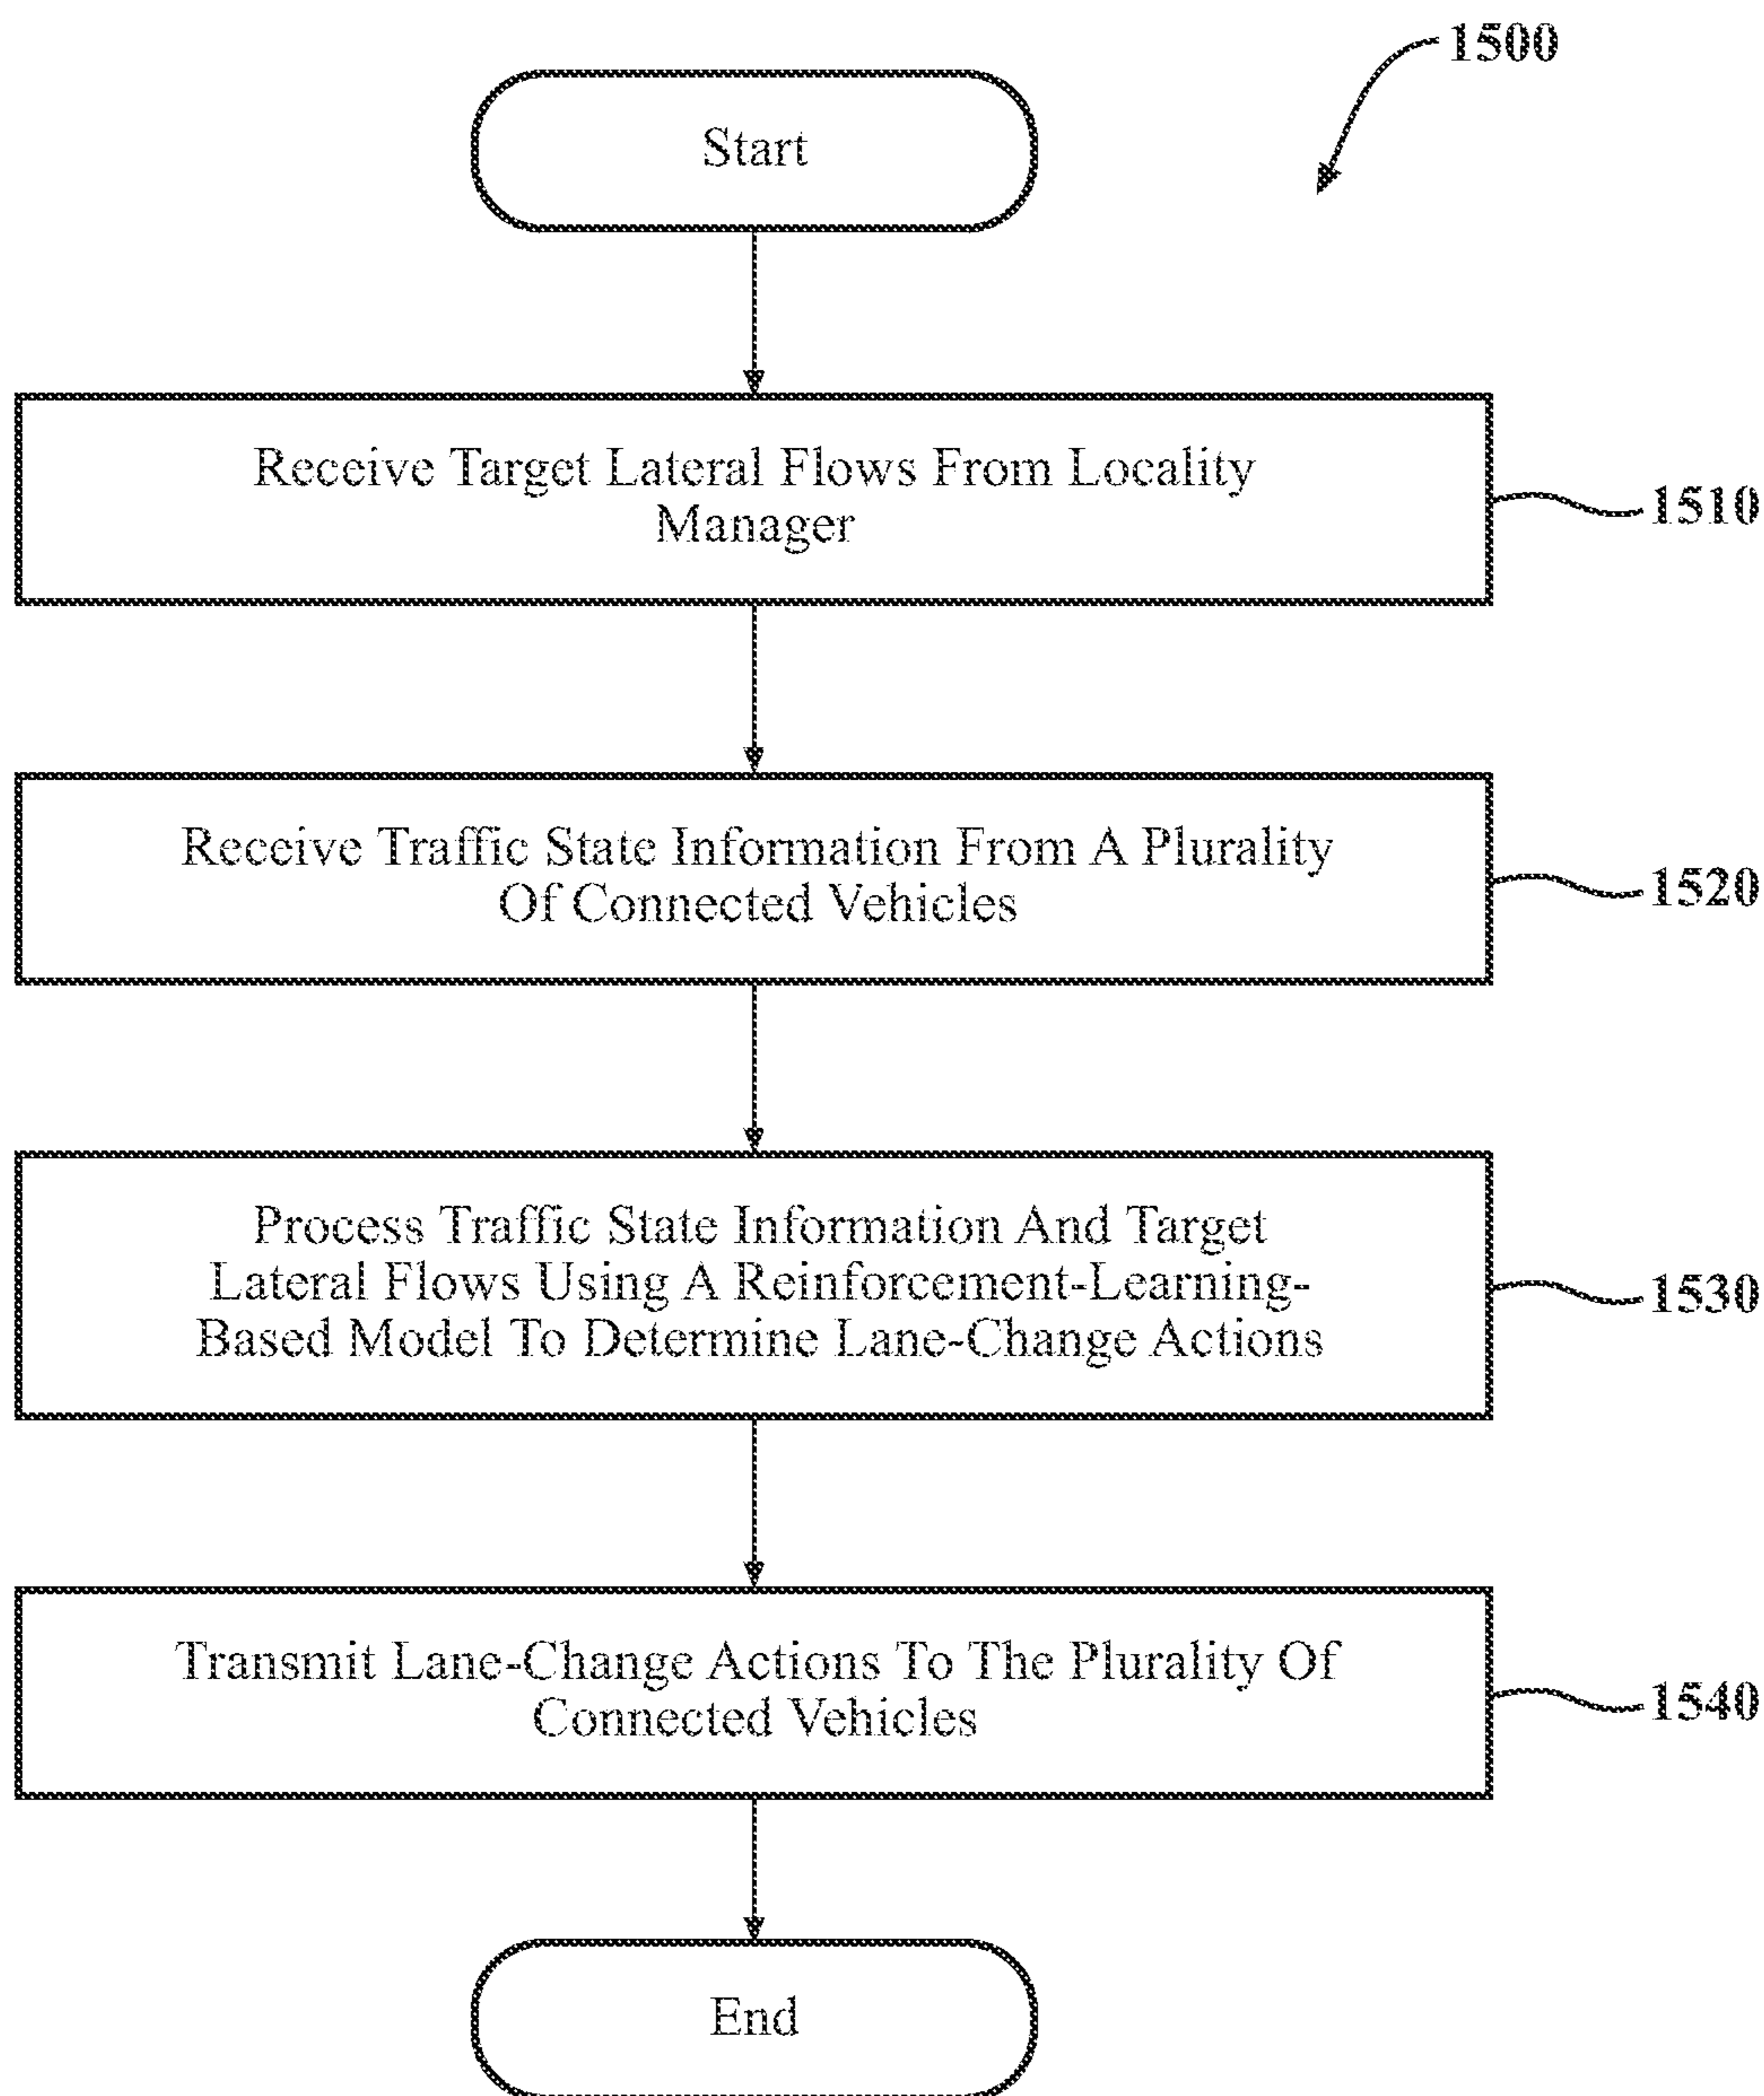 1500
Start
Receive Target Lateral Flows From Locality
Manager
1510
Receive Traffic State Information From A Plurality
Of Connected Vehicles
1520
Process Traffic State Information And Target
Lateral Flows Using A Reinforcement-Learning-
Based Model To Determine Lane-Change Actions
1530
Transmit Lane-Change Actions To The Plurality Of
Connected Vehicles
1540
End